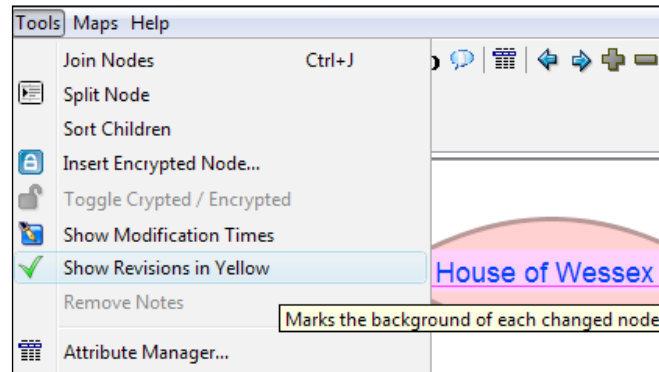 Tools Maps Help
Join Nodes Ctrl+J
Split Node
Sort Children
Insert Encrypted Node...
Toggle Crypted / Encrypted
Show Modification Times
Show Revisions in Yellow
House of Wessex
Remove Notes
Marks the background of each changed node
Attribute Manager...